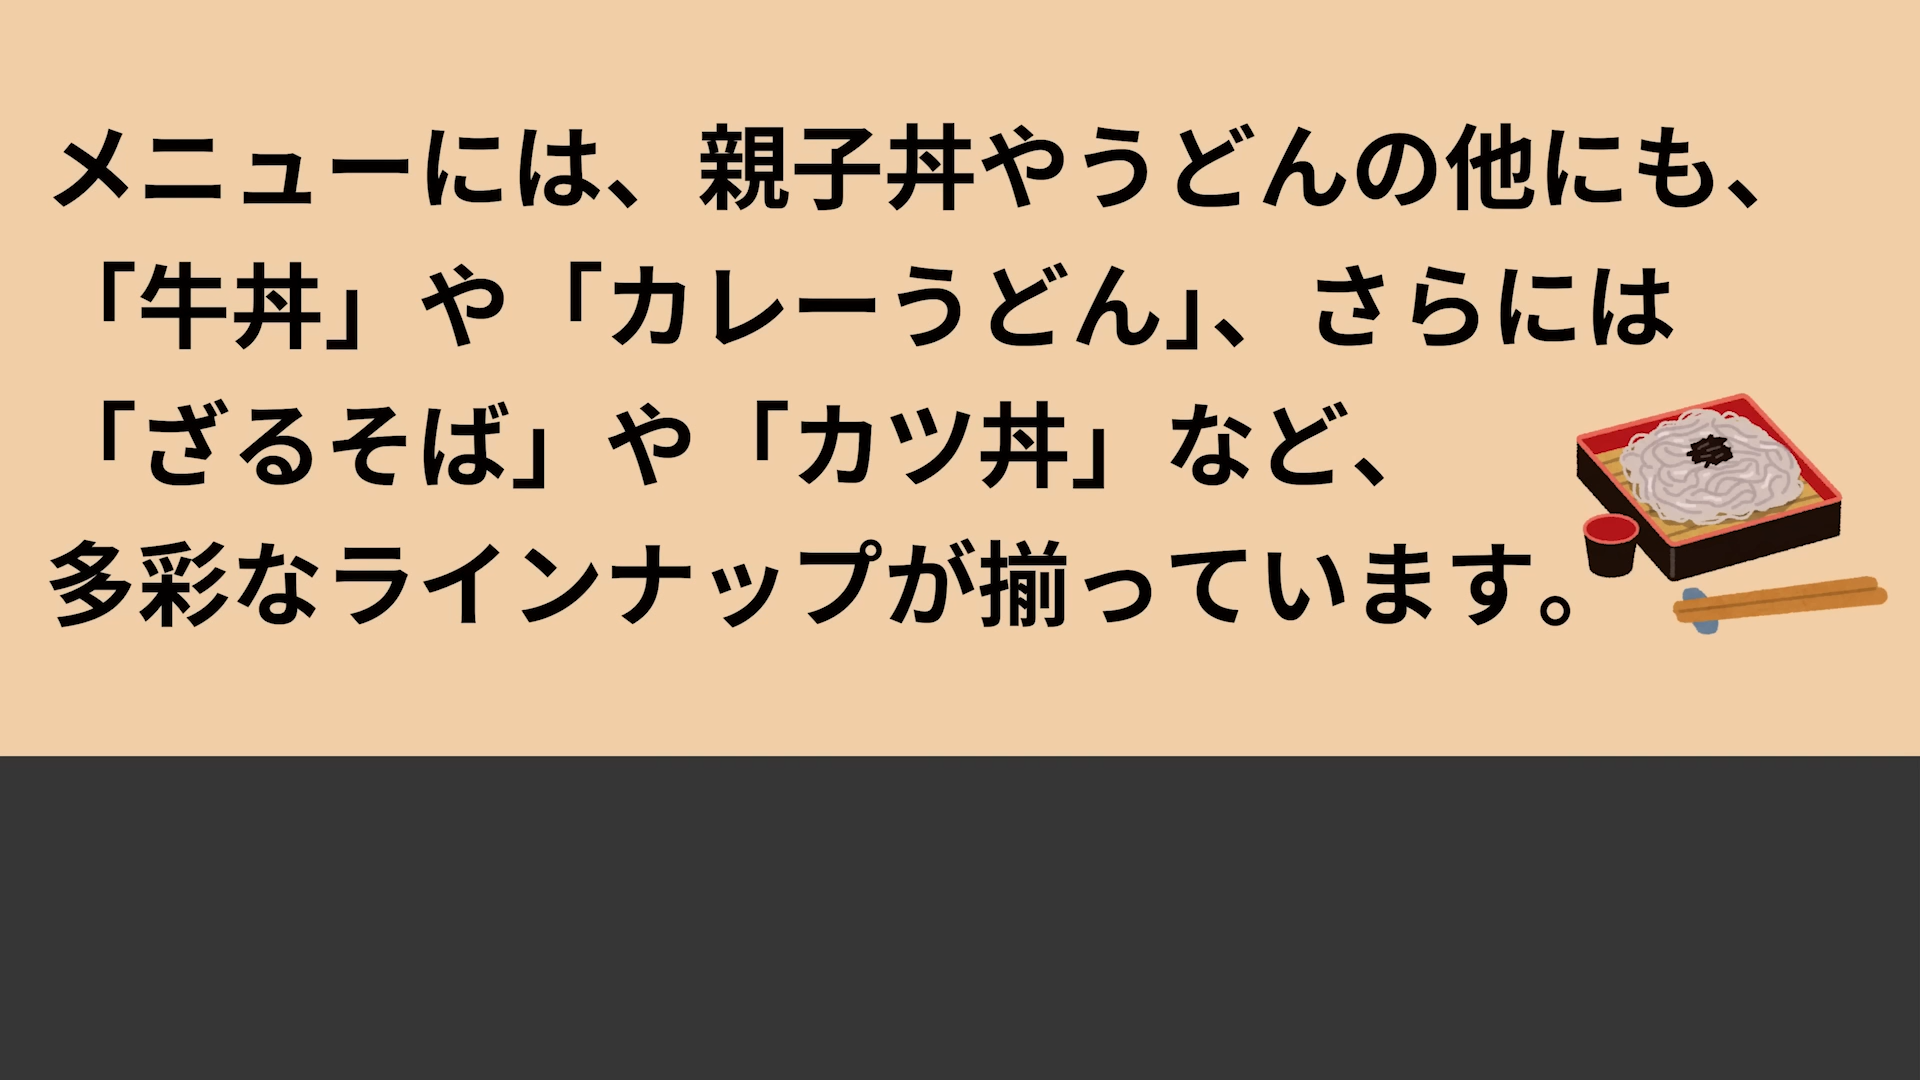 メニューには、親子丼やうどんの他にも、
「牛丼」や「カレーうどん」、さらには
「ざるそば」や「カツ丼」など、
多彩なラインナップが揃っています。